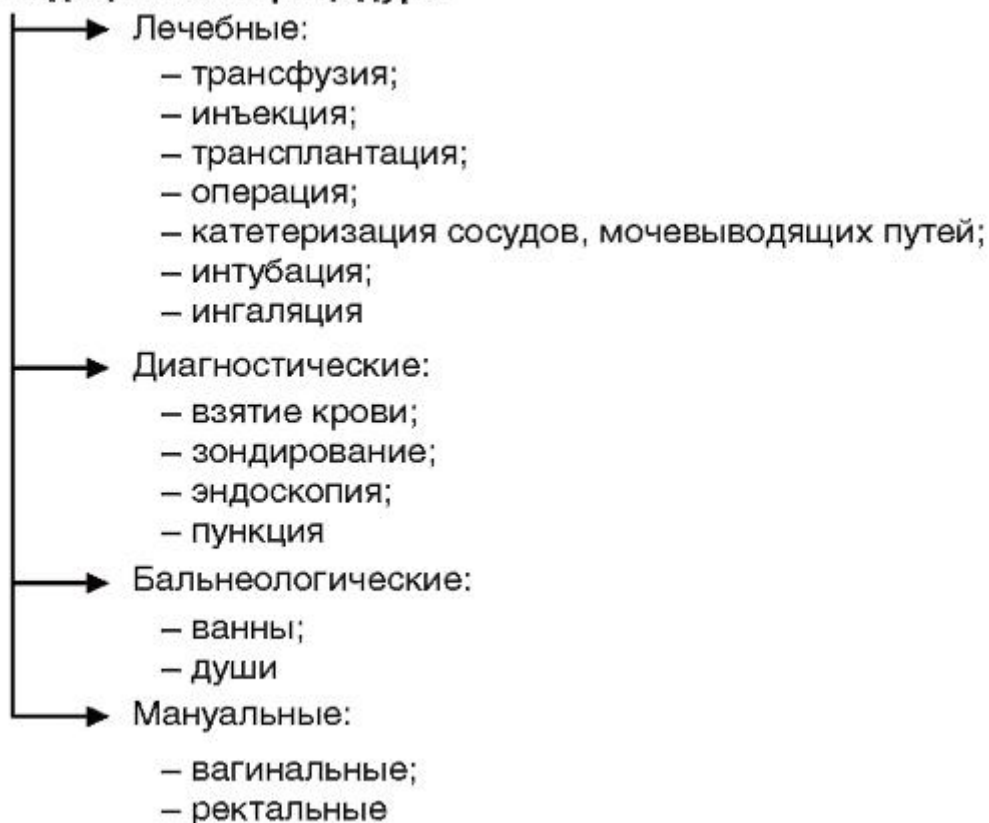 Лечебные:
– трансфузия;
– инъекция;
– трансплантация;
– операция;
– катетеризация сосудов, мочевыводящих путей;
– интубация;
– ингаляция
Диагностические:
– взятие крови;
– зондирование;
– эндоскопия;
– пункция
Бальнеологические:
– ванны;
– души
Мануальные:
– вагинальные;
– ректальные